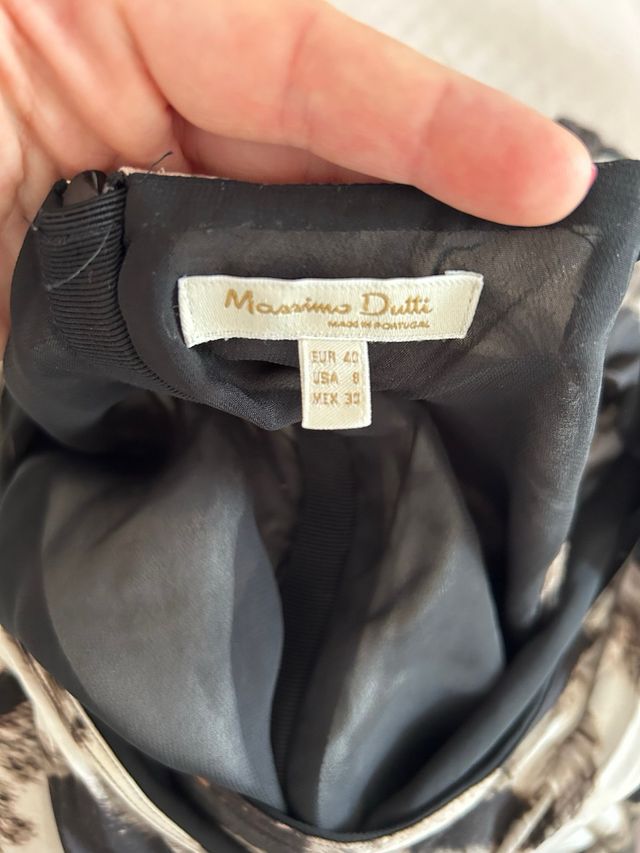 Massimo Dutti
MADE IN PORTUGAL
EUR 40
USA 8
MEX 30